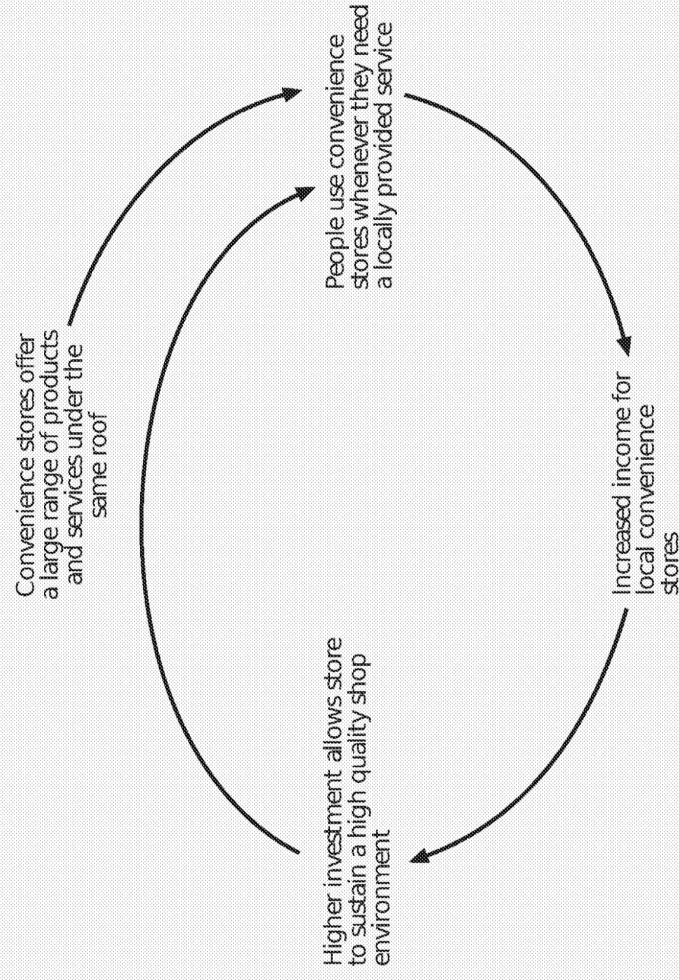 Convenience stores offer
a large range of products
and services under the
same roof
People use convenience
stores whenever they need
a locally provided service
Increased income for
local convenience
stores
Higher investment allows store
to sustain a high quality shop
environment